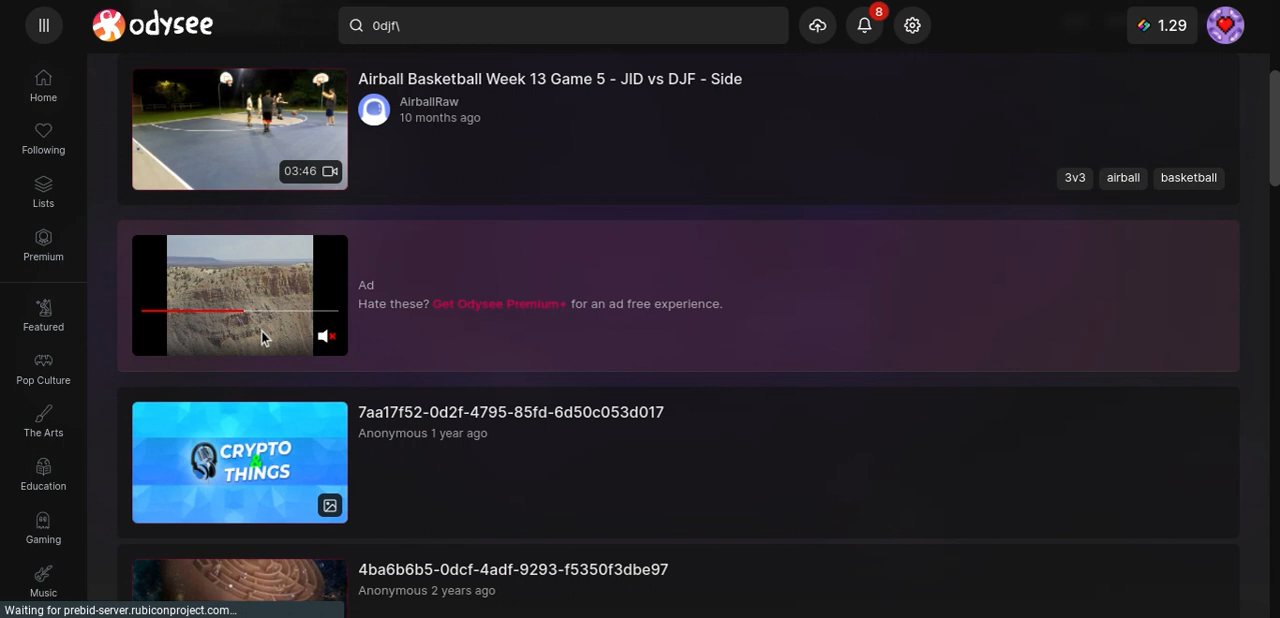 odysee
0djf\
8
1.29
Home
Following
Lists
Premium
Featured
Pop Culture
The Arts
Education
Gaming
Music
Airball Basketball Week 13 Game 5 - JID vs DJF - Side
AirballRaw
10 months ago
03:46
3v3
airball
basketball
Ad
Hate these? Get Odysee Premium+ for an ad free experience.
7aa17f52-0d2f-4795-85fd-6d50c053d017
Anonymous 1 year ago
CRYPTO
&
THINGS
4ba6b6b5-0dcf-4adf-9293-f5350f3dbe97
Anonymous 2 years ago
Waiting for prebid-server.rubiconproject.com…